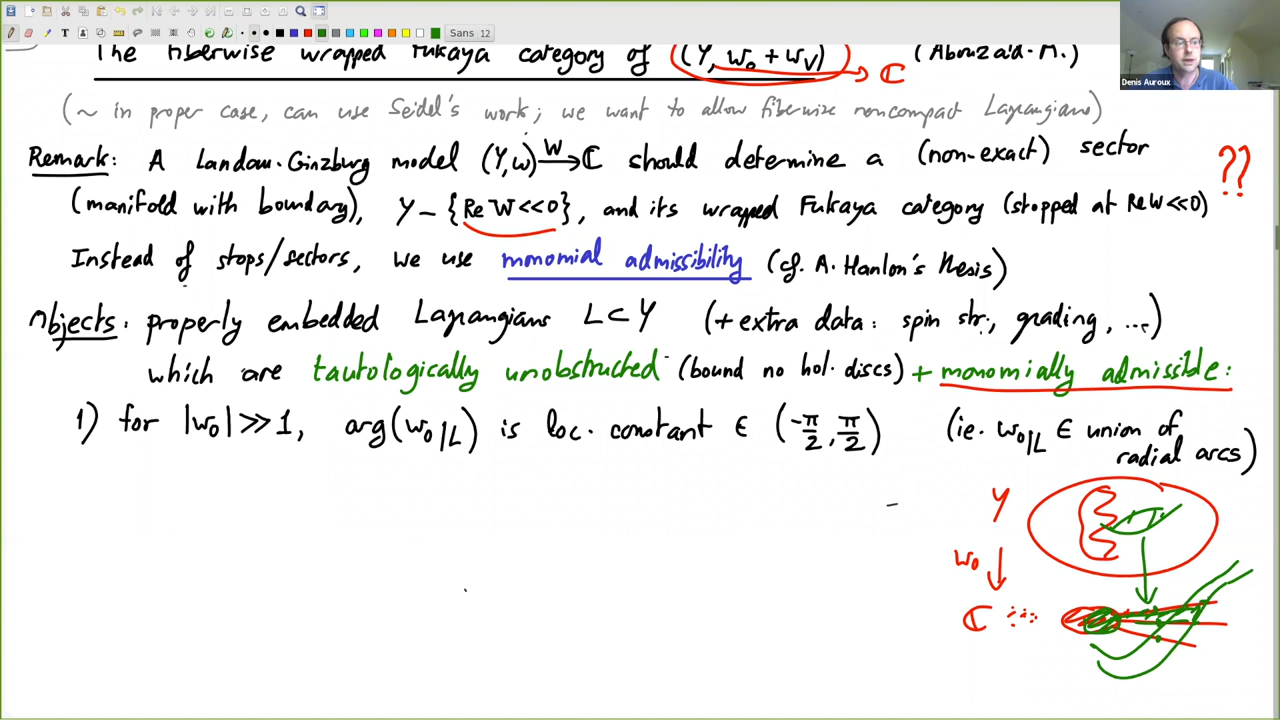 The fiberwise wrapped Fukaya category of (Y, W₀ + W_V) → ℂ (Abouzaid-A.)
(~ in proper case, can use Seidel's work; we want to allow fiberwise noncompact Lagrangians)
Remark: A Landau-Ginzburg model (Y,ω) →^W ℂ should determine a (non-exact) sector ??
(manifold with boundary), Y - {Re W << 0}, and its wrapped Fukaya category (stopped at Re W << 0)
Instead of stops/sectors, we use monomial admissibility (cf. A. Hanlon's thesis)
Objects: properly embedded Lagrangians L ⊂ Y (+ extra data: spin str., grading, ...)
which are tautologically unobstructed (bound no hol. discs) + monomially admissible:
1) for |W₀| >> 1, arg(W₀|L) is loc. constant ∈ (-π/2, π/2) (ie. W₀|L ∈ union of radial arcs)
Y
W₀ ↓
ℂ
Sans 12
Denis Auroux